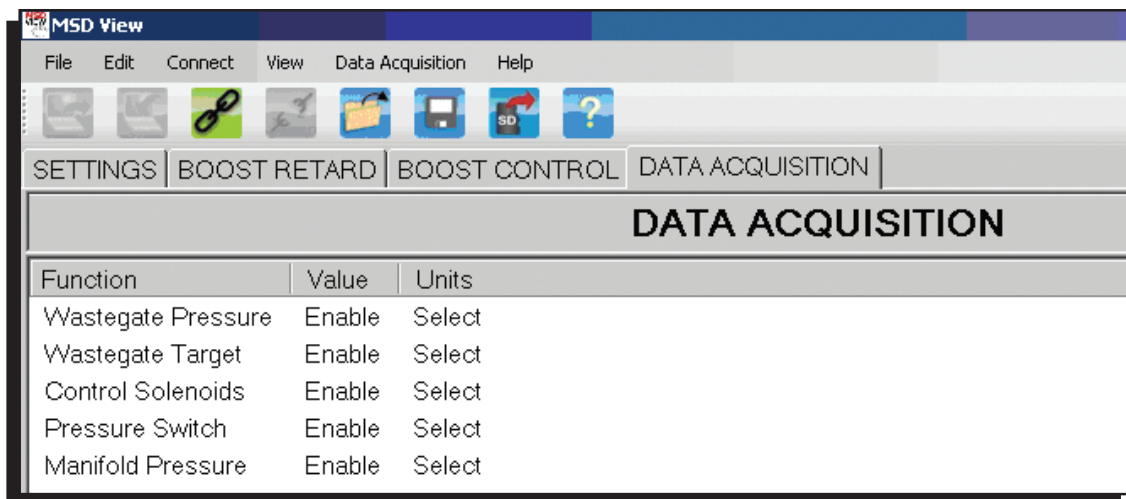 MSD View
File Edit Connect View Data Acquisition Help
SD ?
SETTINGS BOOST RETARD BOOST CONTROL DATA ACQUISITION
DATA ACQUISITION
Function Value Units
Wastegate Pressure Enable Select
Wastegate Target Enable Select
Control Solenoids Enable Select
Pressure Switch Enable Select
Manifold Pressure Enable Select